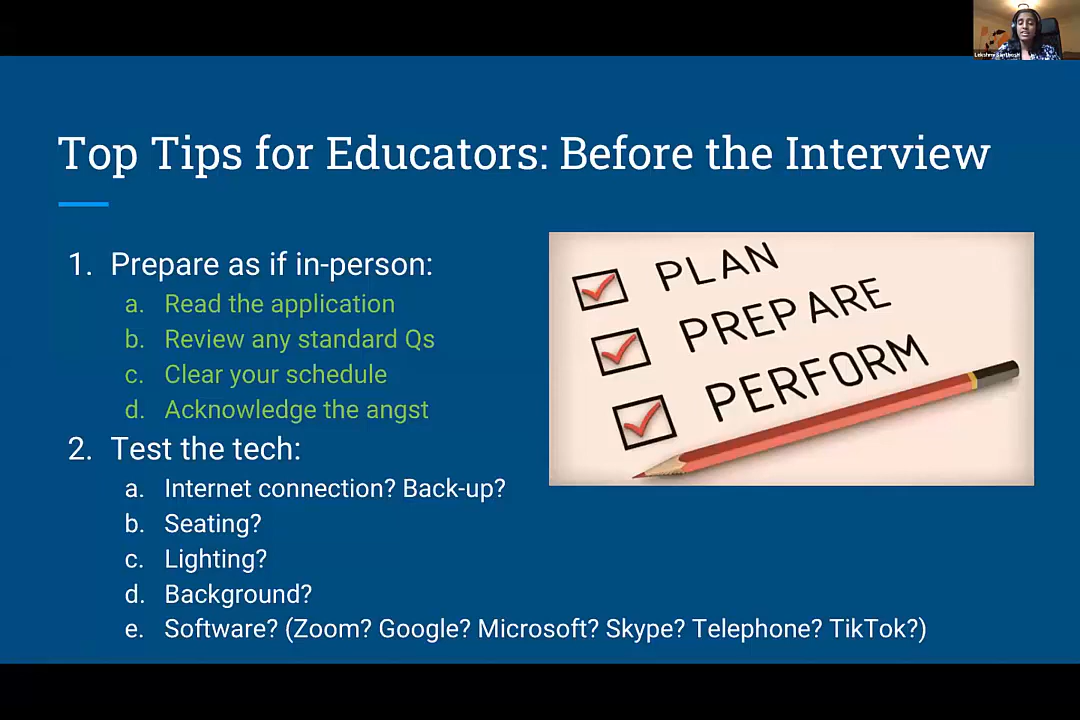 Top Tips for Educators: Before the Interview
1. Prepare as if in-person:
a. Read the application
b. Review any standard Qs
c. Clear your schedule
d. Acknowledge the angst
2. Test the tech:
a. Internet connection? Back-up?
b. Seating?
c. Lighting?
d. Background?
e. Software? (Zoom? Google? Microsoft? Skype? Telephone? TikTok?)
PLAN
PREPARE
PERFORM